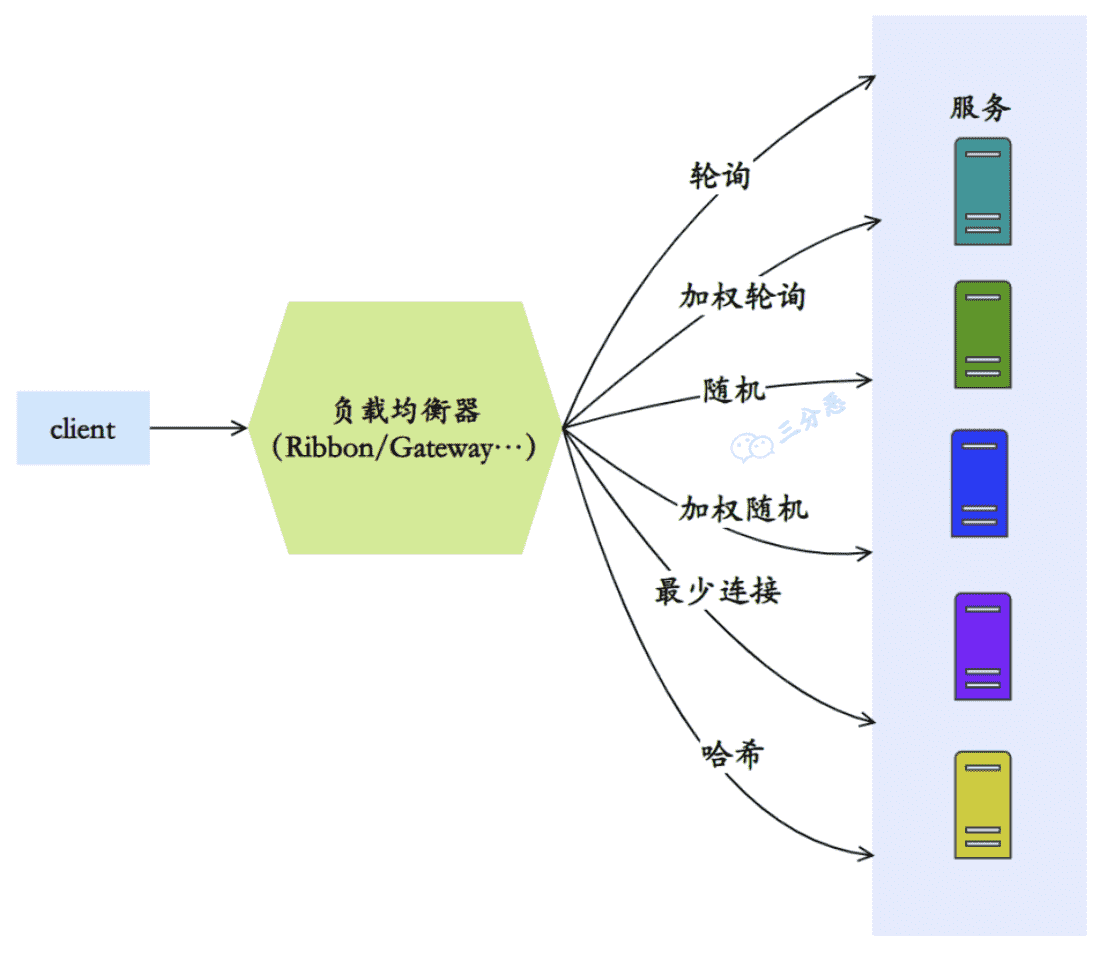 服务
轮询
加权轮询
随机
三分恶
client
负载均衡器
（Ribbon/Gateway…）
加权随机
最少连接
哈希